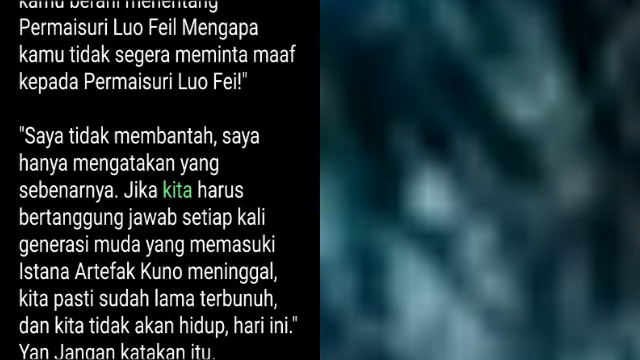 kamu berani menentang
Permaisuri Luo Feil Mengapa
kamu tidak segera meminta maaf
kepada Permaisuri Luo Fei!"
"Saya tidak membantah, saya
hanya mengatakan yang
sebenarnya. Jika kita harus
bertanggung jawab setiap kali
generasi muda yang memasuki
Istana Artefak Kuno meninggal,
kita pasti sudah lama terbunuh,
dan kita tidak akan hidup, hari ini."
Yan Jangan katakan itu.